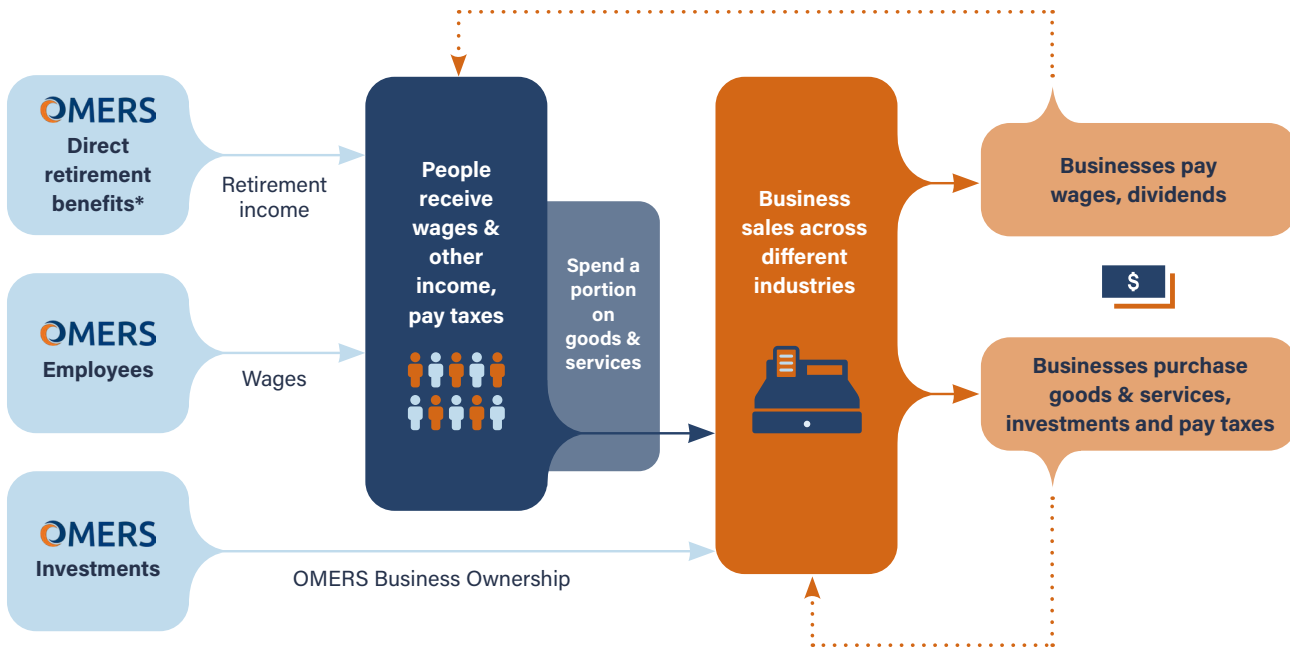 OMERS
Direct
retirement
benefits*
Retirement
income
OMERS
Employees
Wages
OMERS
Investments
OMERS Business Ownership
People
receive
wages &
other
income,
pay taxes
Spend a
portion
on
goods &
services
Business
sales across
different
industries
Businesses pay
wages, dividends
$
Businesses purchase
goods & services,
investments and pay taxes